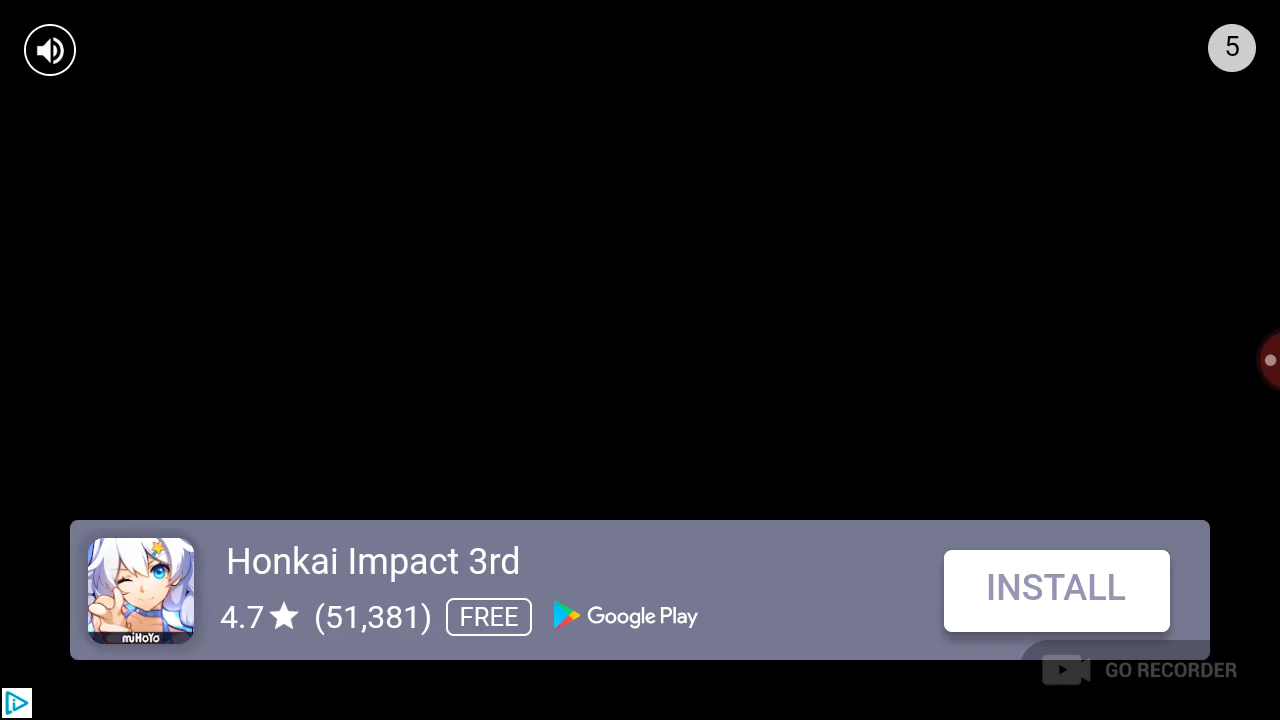 5
Honkai Impact 3rd
4.7★ (51,381) FREE Google Play
INSTALL
miHoYo
GO RECORDER